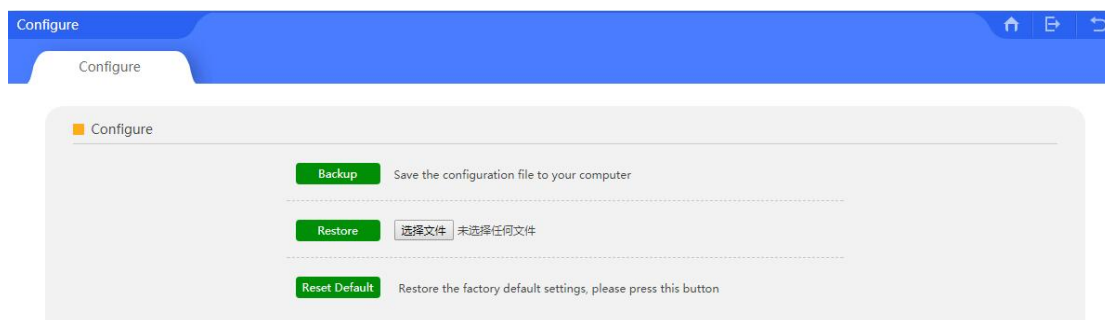 Configure
Configure
Configure
Backup Save the configuration file to your computer
Restore 选择文件 未选择任何文件
Reset Default Restore the factory default settings, please press this button